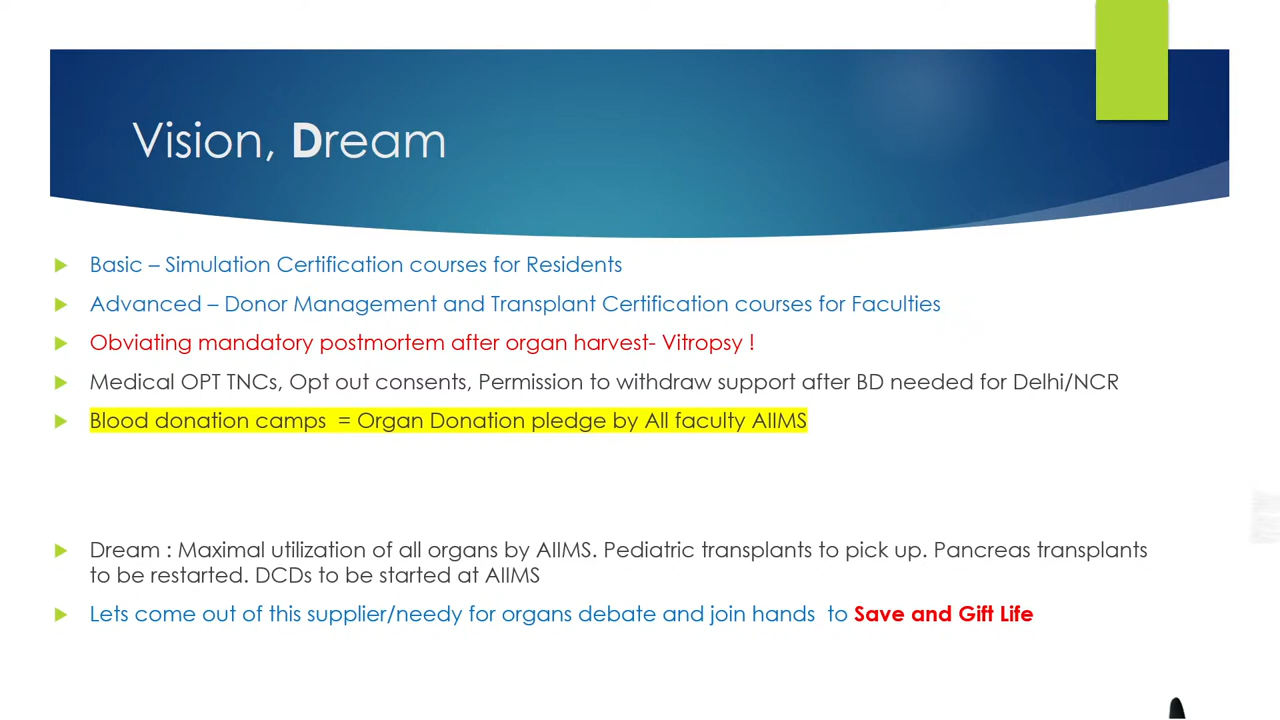 Vision, Dream
Basic – Simulation Certification courses for Residents
Advanced – Donor Management and Transplant Certification courses for Faculties
Obviating mandatory postmortem after organ harvest- Vitropsy !
Medical OPT TNCs, Opt out consents, Permission to withdraw support after BD needed for Delhi/NCR
Blood donation camps  = Organ Donation pledge by All faculty AIIMS
Dream : Maximal utilization of all organs by AIIMS. Pediatric transplants to pick up. Pancreas transplants
to be restarted. DCDs to be started at AIIMS
Lets come out of this supplier/needy for organs debate and join hands  to Save and Gift Life